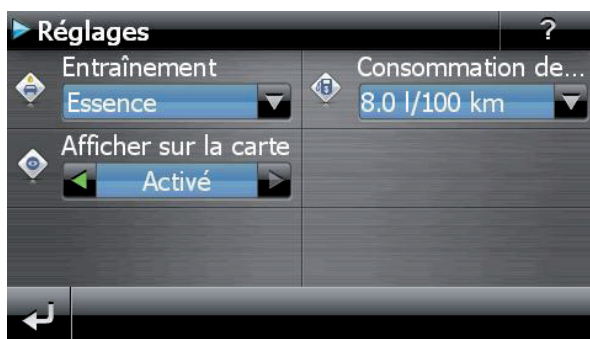 Réglages
?
Entraînement
Essence
Consommation de...
8.0 l/100 km
Afficher sur la carte
Activé